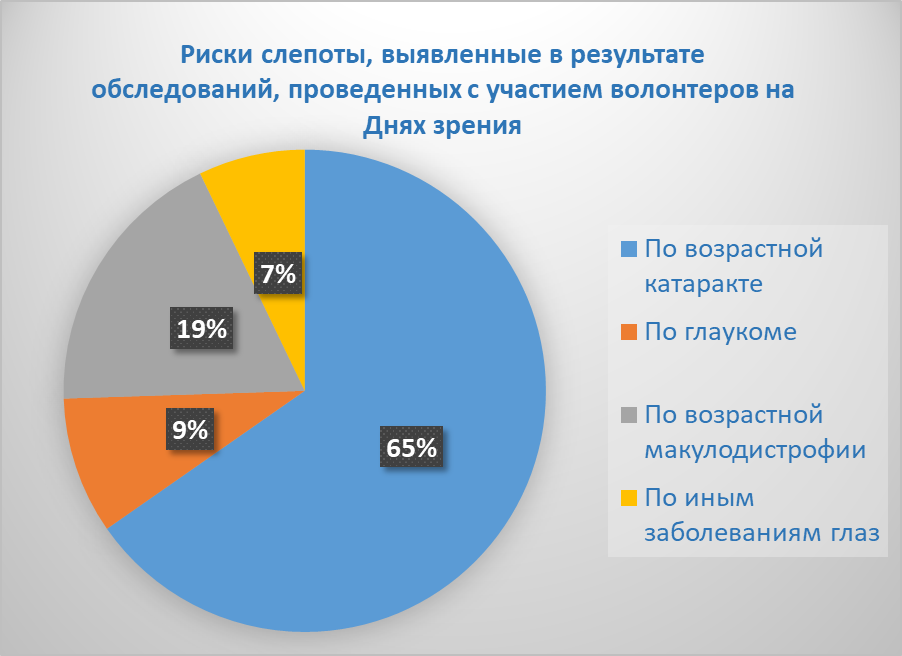 Риски слепоты, выявленные в результате
обследований, проведенных с участием волонтеров на
Днях зрения
7%
19%
9%
65%
По возрастной
катаракте
По глаукоме
По возрастной
макулодистрофии
По иным
заболеваниям глаз